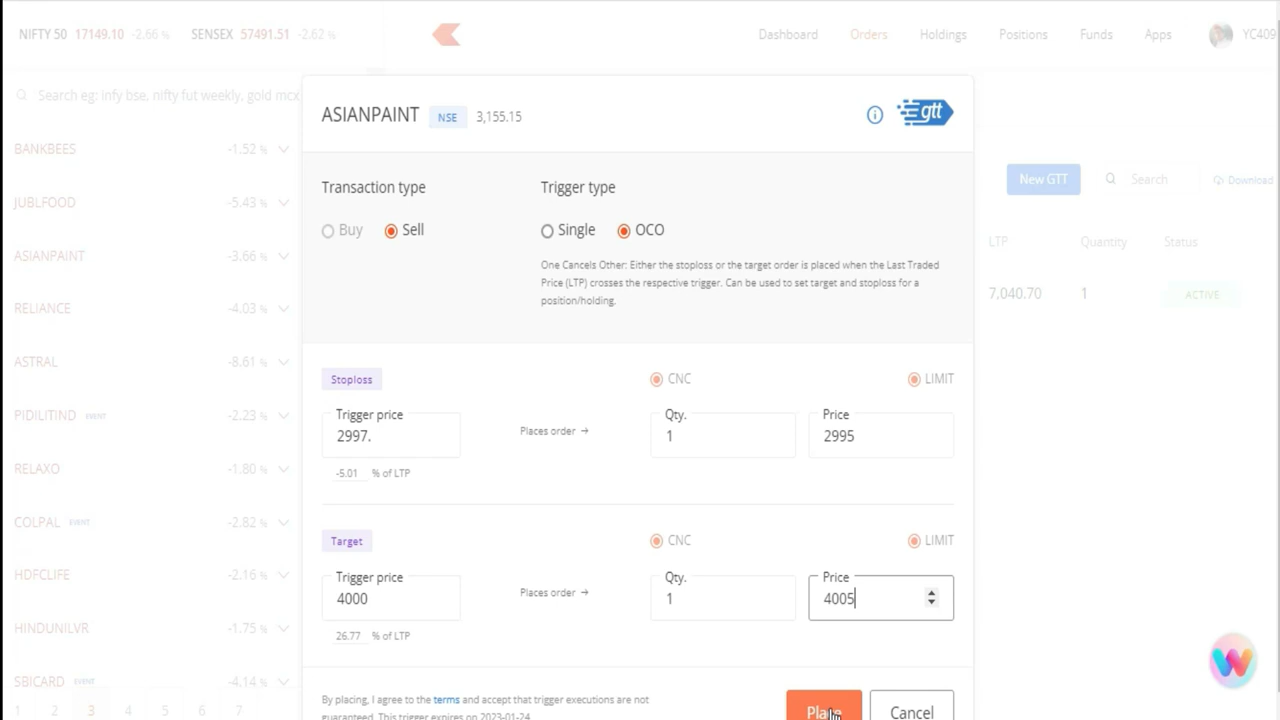 NIFTY 50 17149.10 -2.66 % SENSEX 57491.51 -2.62 %
Dashboard Orders Holdings Positions Funds Apps YC409
Search eg: infy bse, nifty fut weekly, gold mcx
ASIANPAINT NSE 3,155.15
gtt
BANKBEES -1.52 %
JUBLFOOD -5.43 %
ASIANPAINT -3.66 %
RELIANCE -4.03 %
ASTRAL -8.61 %
PIDILITIND EVENT -2.23 %
RELAXO -1.80 %
COLPAL EVENT -2.82 %
HDFCLIFE -2.16 %
HINDUNILVR -1.75 %
SBICARD EVENT -4.14 %
1 2 3 4 5 6 7
Transaction type
Buy Sell
Trigger type
Single OCO
One Cancels Other: Either the stoploss or the target order is placed when the Last Traded
Price (LTP) crosses the respective trigger. Can be used to set target and stoploss for a
position/holding.
Stoploss CNC LIMIT
Trigger price Qty. Price
2997. Places order → 1 2995
-5.01 % of LTP
Target CNC LIMIT
Trigger price Qty. Price
4000 Places order → 1 4005
26.77 % of LTP
By placing, I agree to the terms and accept that trigger executions are not
guaranteed. This trigger expires on 2023-01-24
Place Cancel
New GTT Search Download
LTP Quantity Status
7,040.70 1 ACTIVE